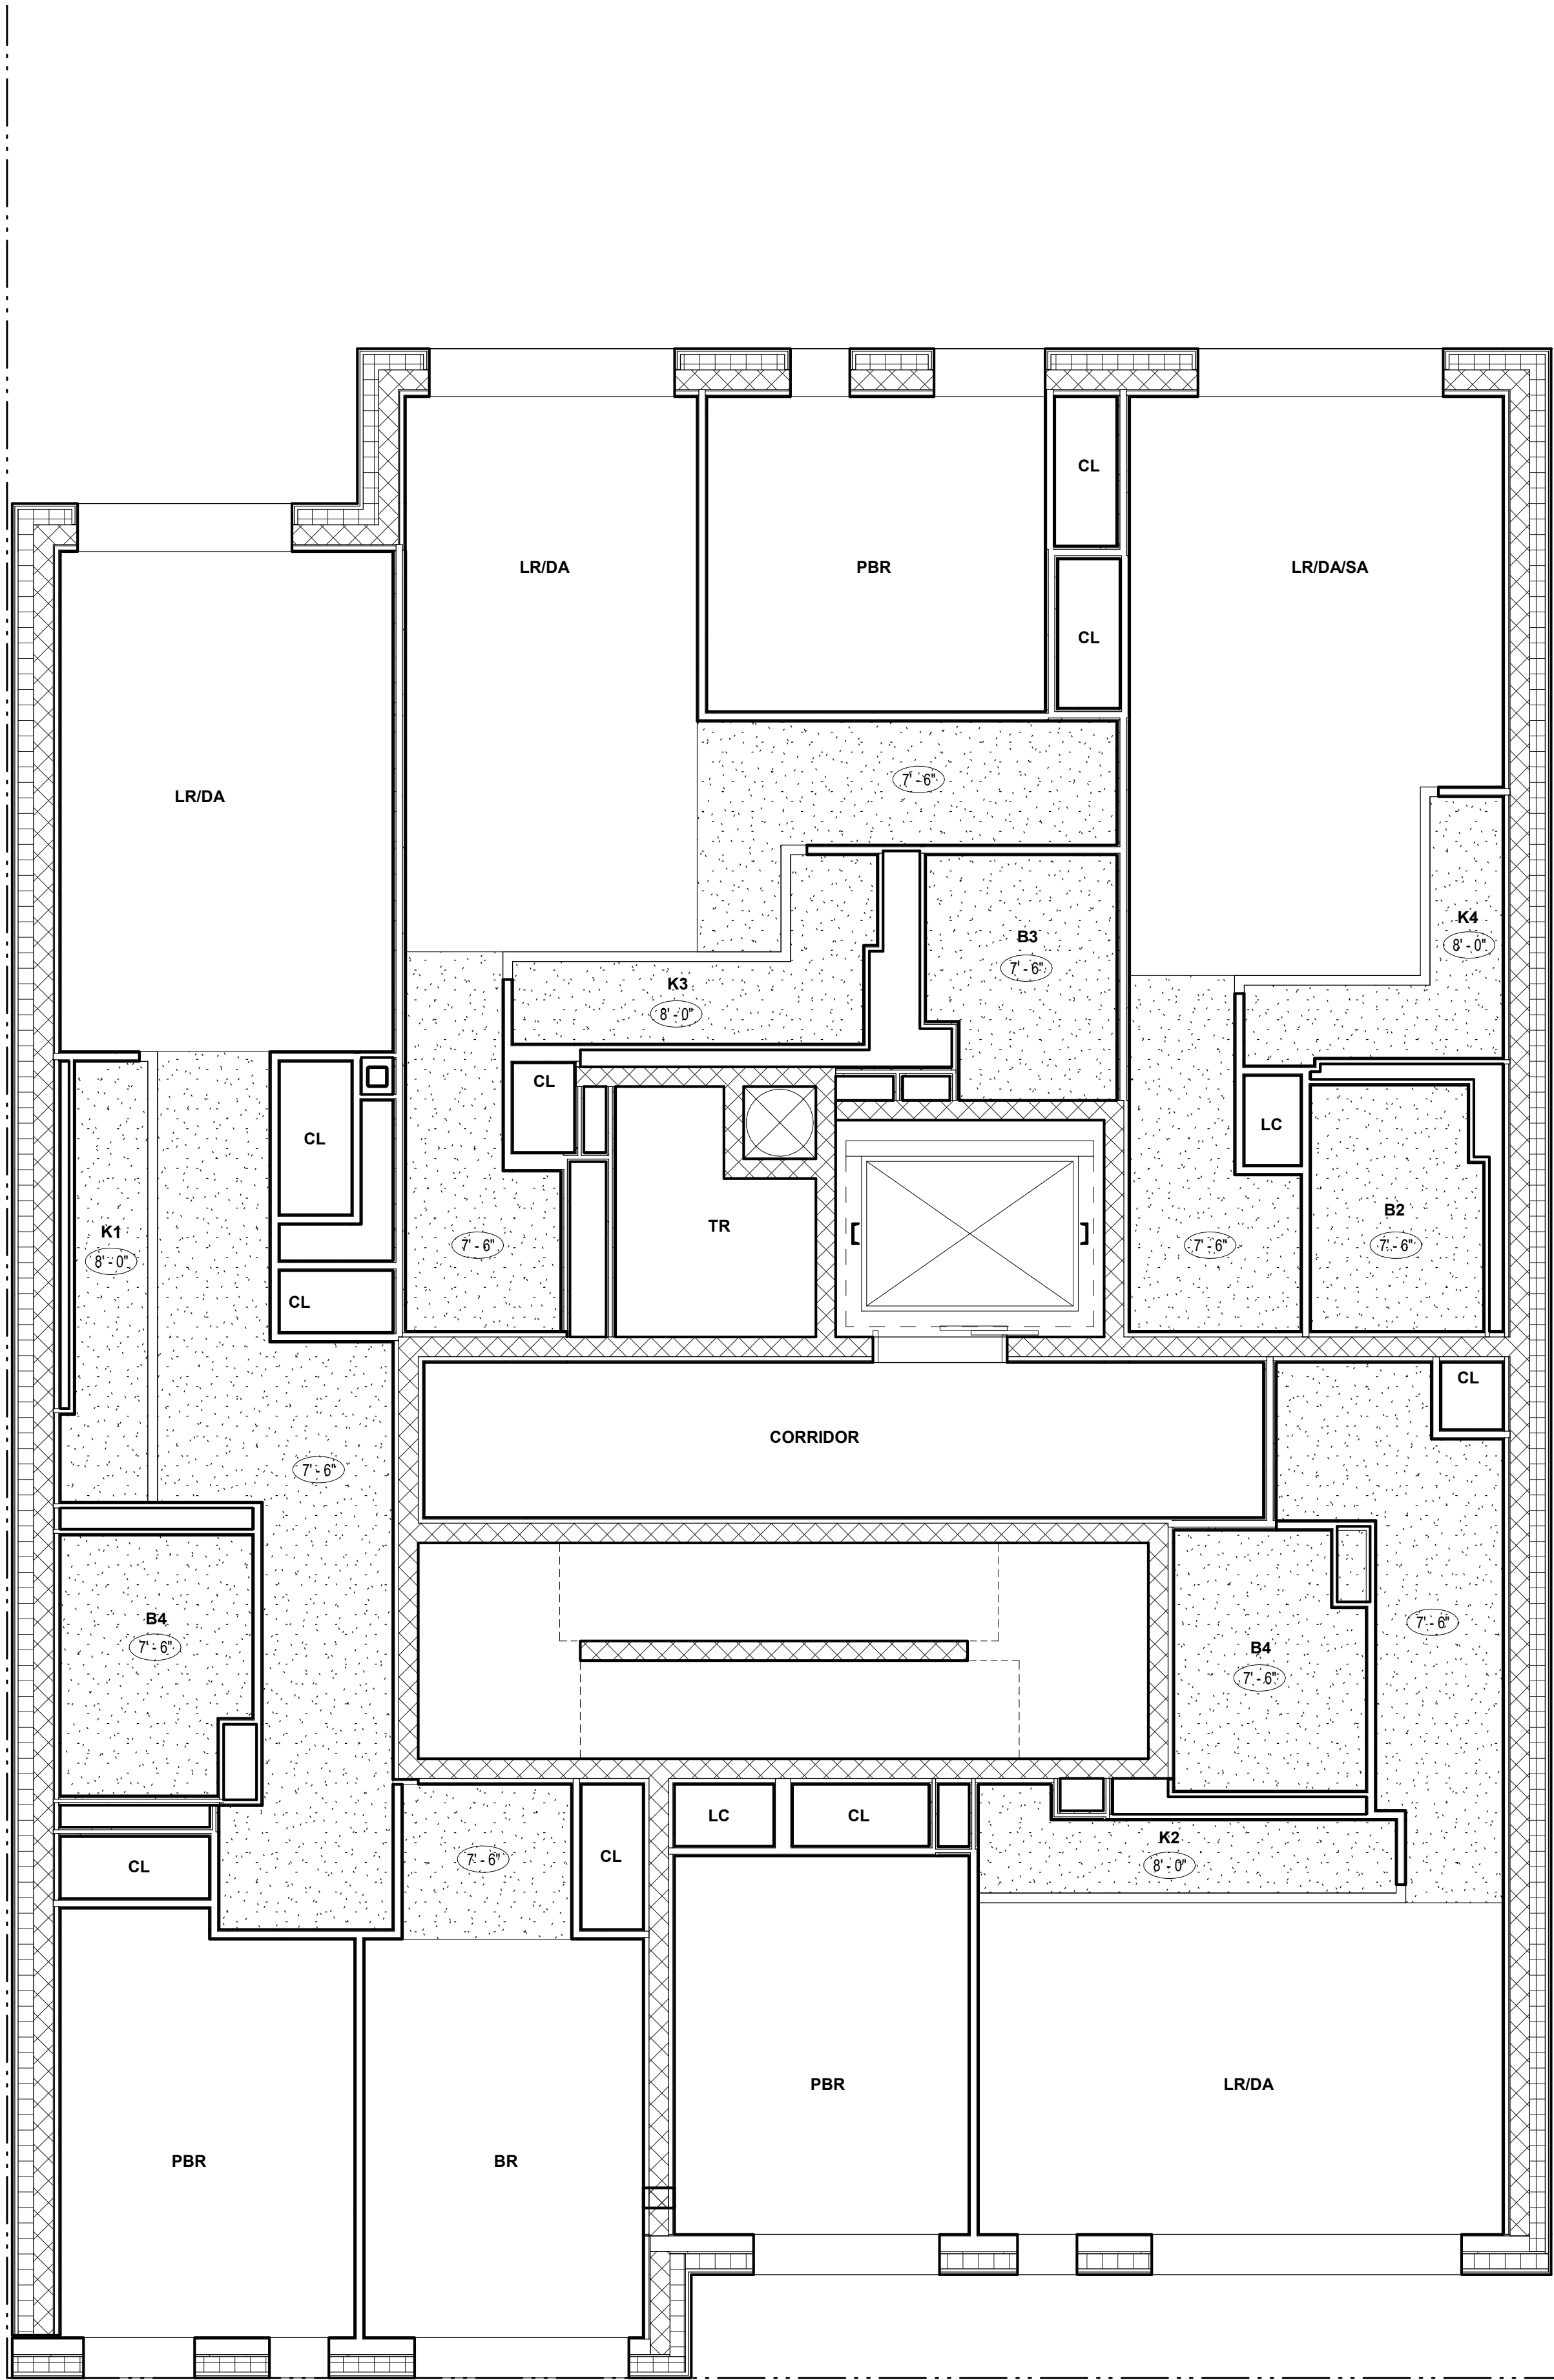 CL
LR/DA
PBR
LR/DA/SA
CL
7' - 6"
LR/DA
K4
8' - 0"
B3
7' - 6"
K3
8' - 0"
CL
LC
CL
B2
7' - 6"
TR
K1
8' - 0"
7' - 6"
7' - 6"
CL
CL
CORRIDOR
7' - 6"
B4
7' - 6"
7' - 6"
B4
7' - 6"
LC
CL
K2
8' - 0"
7' - 6"
CL
CL
PBR
LR/DA
PBR
BR